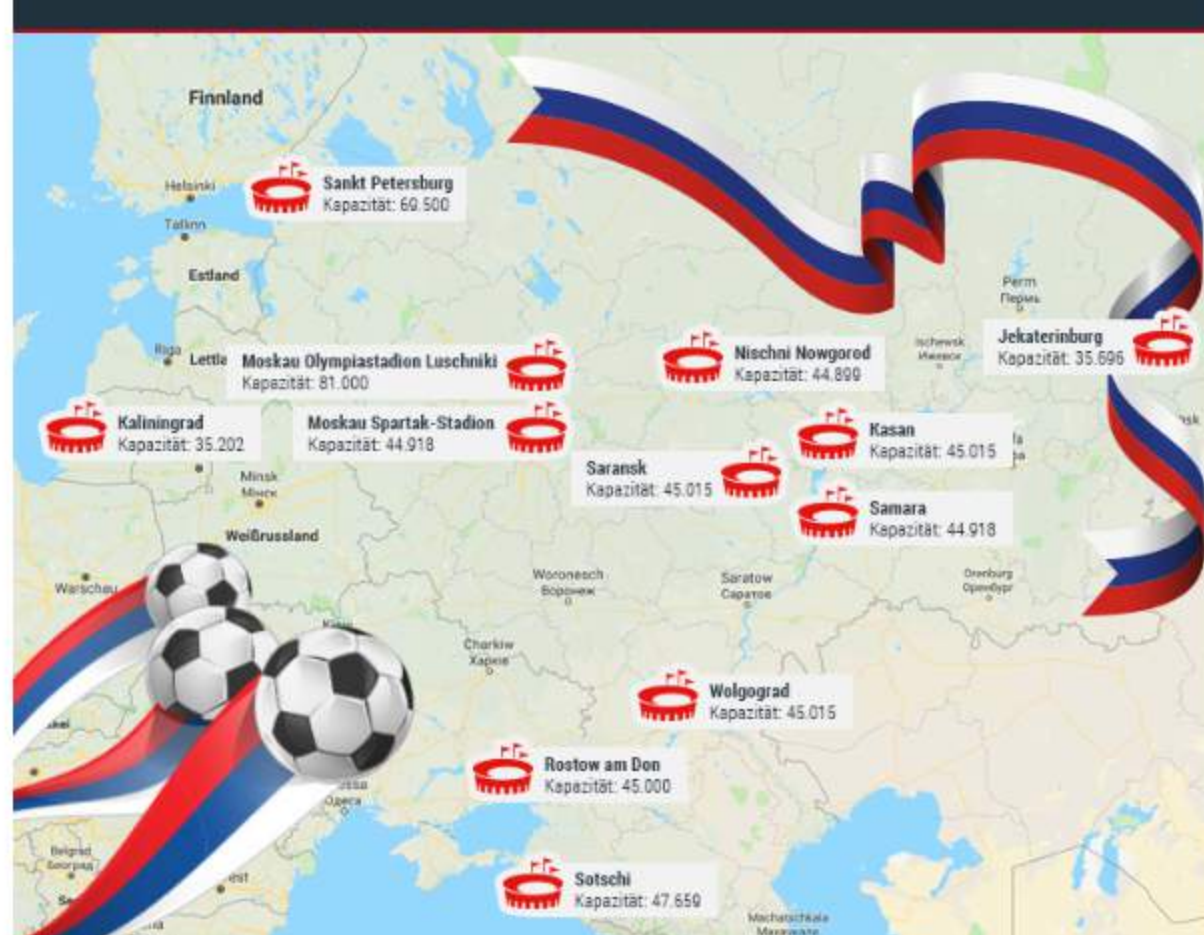 Finnland
Helsinki
Sankt Petersburg
Kapazität: 69.500
Tallinn
Estland
Perm
Пермь
Riga
Lettla
Moskau Olympiastadion Luschniki
Kapazität: 81.000
Nischni Nowgorod
Kapazität: 44.899
Ischewsk
Ижевск
Jekaterinburg
Kapazität: 35.696
Kaliningrad
Kapazität: 35.202
Moskau Spartak-Stadion
Kapazität: 44.918
Kasan
Kapazität: 45.015
Saransk
Kapazität: 45.015
Minsk
Мінск
Samara
Kapazität: 44.918
Weißrussland
Warschau
Woronesch
Воронеж
Saratow
Саратов
Orenburg
Оренбург
Charkiw
Харків
Wolgograd
Kapazität: 45.015
Rostow am Don
Kapazität: 45.000
Одеса
Belgrad
Београд
Sotschi
Kapazität: 47.659
Machatschkala
Махачкала